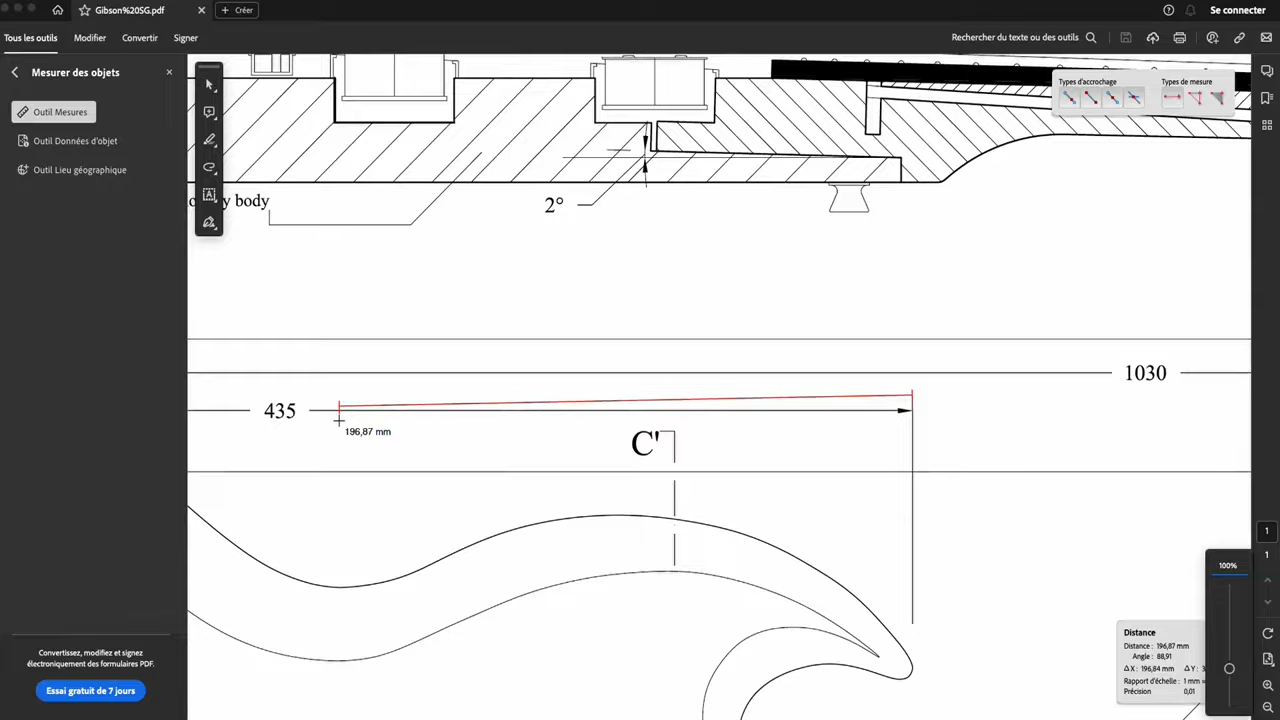 Gibson%20SG.pdf
Créer
Se connecter
Tous les outils
Modifier
Convertir
Signer
Rechercher du texte ou des outils
Mesurer des objets
Types d'accrochage
Types de mesure
Outil Mesures
Outil Données d'objet
Outil Lieu géographique
y body
2°
1030
435
196,87 mm
C'
1
1
100%
Distance
Distance : 196,87 mm
Angle : 88,91
Δ X : 196,84 mm Δ Y : 3
Rapport d'échelle : 1 mm =
Précision 0,01
Convertissez, modifiez et signez
électroniquement des formulaires PDF.
Essai gratuit de 7 jours